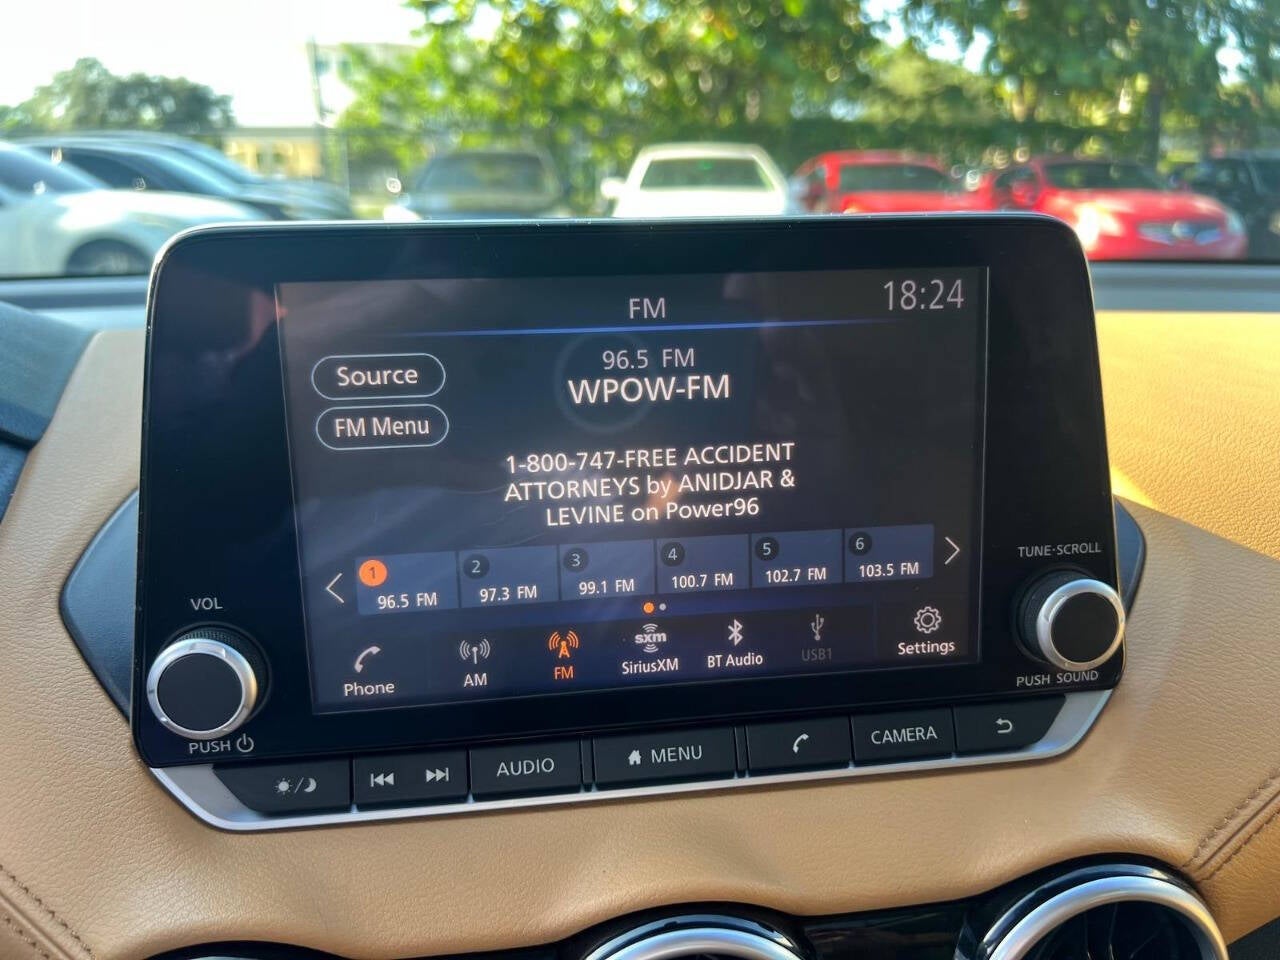 FM
18:24
Source
96.5 FM
WPOW-FM
FM Menu
1-800-747-FREE ACCIDENT
ATTORNEYS by ANIDJAR &
LEVINE on Power96
1 2 3 4 5 6
96.5 FM 97.3 FM 99.1 FM 100.7 FM 102.7 FM 103.5 FM
TUNE·SCROLL
VOL
sxm
Phone AM FM SiriusXM BT Audio USB1 Settings
PUSH
PUSH SOUND
AUDIO MENU CAMERA